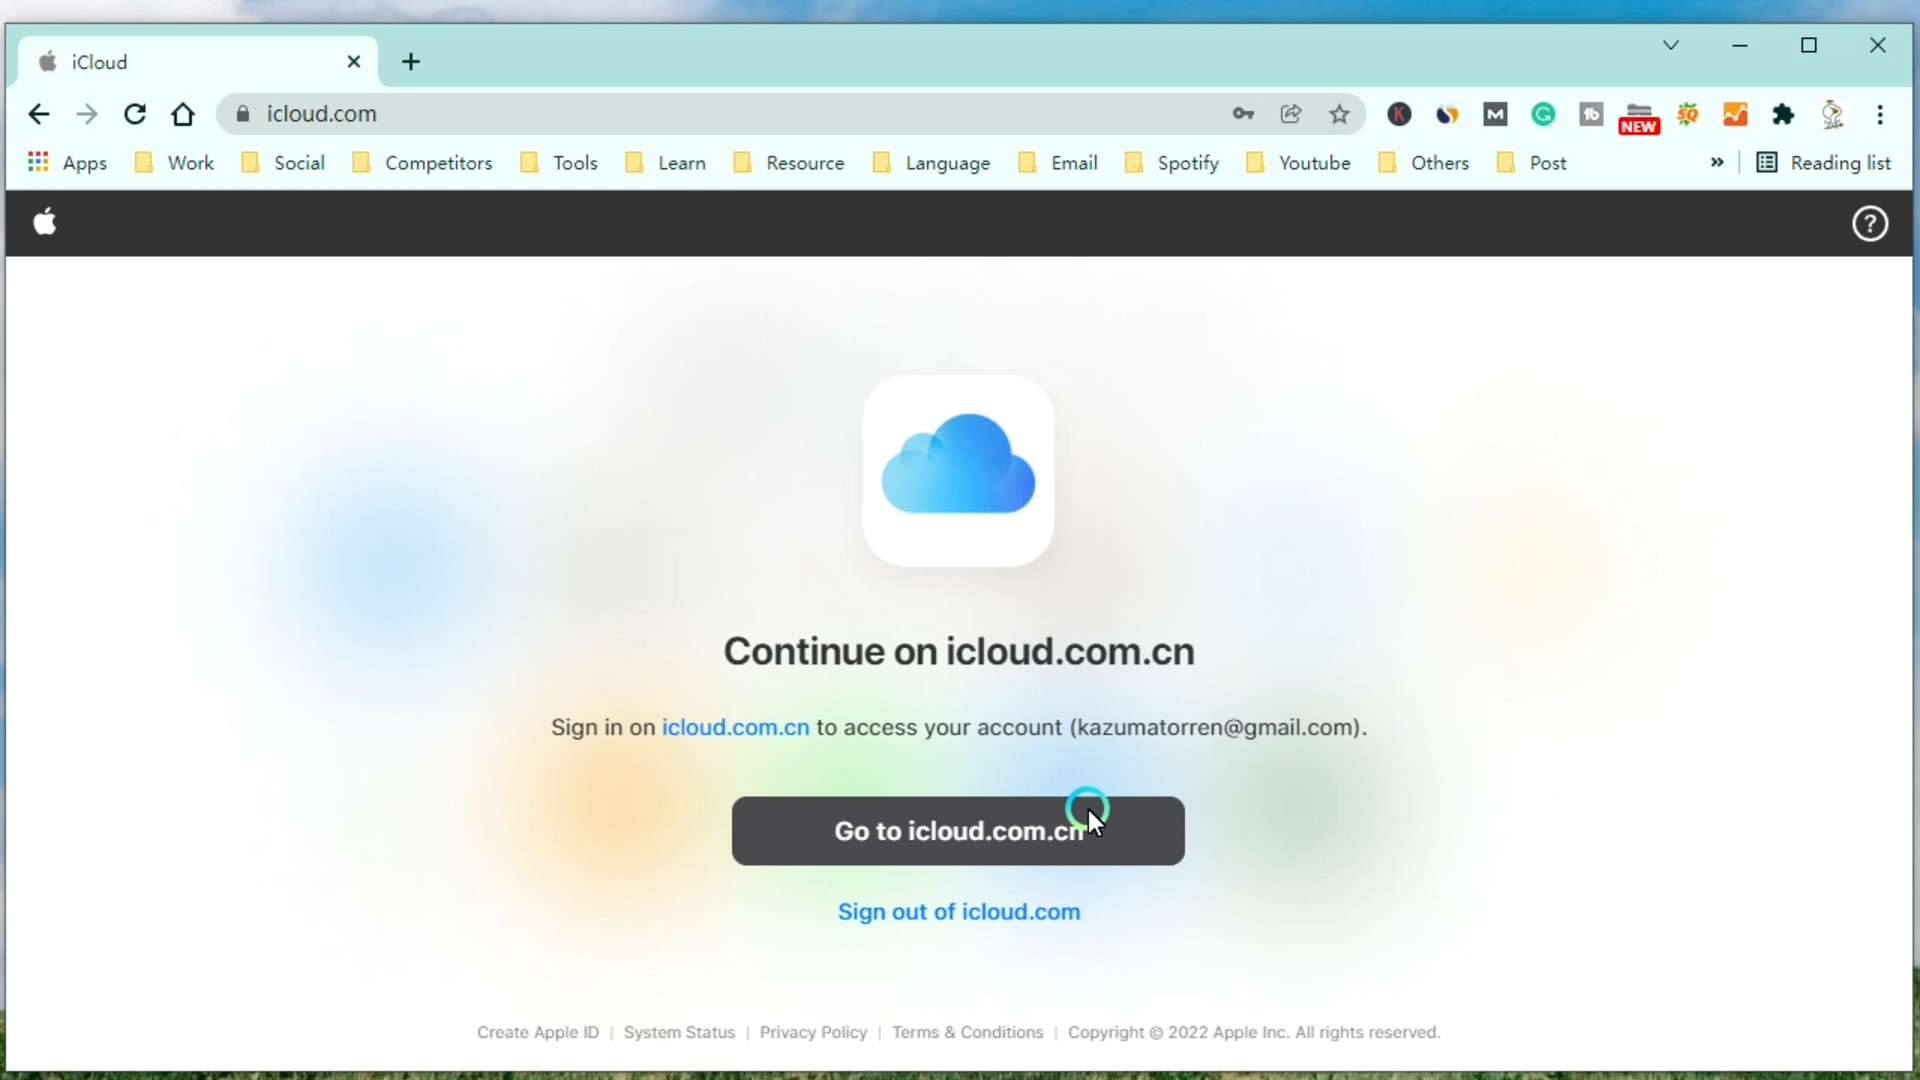 iCloud
icloud.com
NEW
Apps Work Social Competitors Tools Learn Resource Language Email Spotify Youtube Others Post » Reading list
Continue on icloud.com.cn
Sign in on icloud.com.cn to access your account (kazumatorren@gmail.com).
Go to icloud.com.cn
Sign out of icloud.com
Create Apple ID | System Status | Privacy Policy | Terms & Conditions | Copyright © 2022 Apple Inc. All rights reserved.